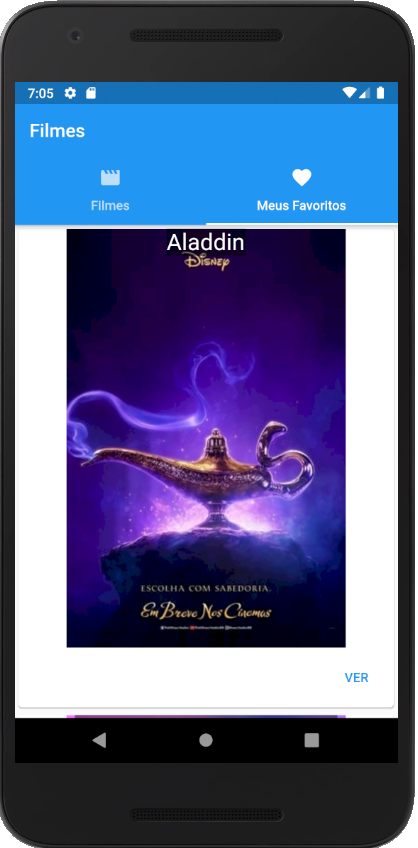 7:05
Filmes
Filmes
Meus Favoritos
Aladdin
Disney
ESCOLHA COM SABEDORIA.
Em Breve Nos Cinemas
VER